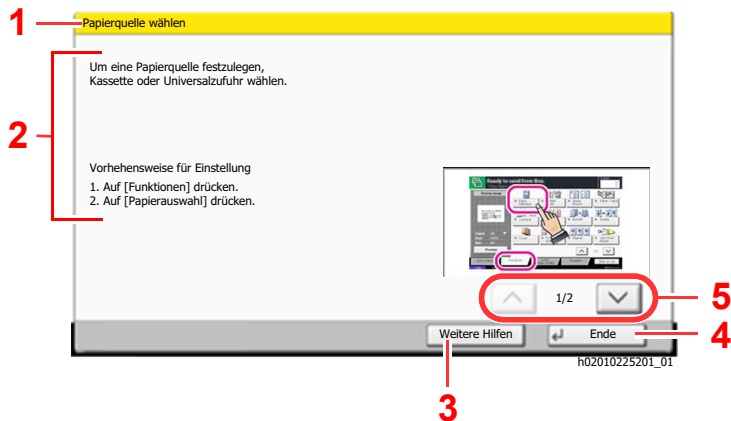 1
Papierquelle wählen
2
Um eine Papierquelle festzulegen,
Kassette oder Universalzufuhr wählen.
Vorhehensweise für Einstellung
1. Auf [Funktionen] drücken.
2. Auf [Papierauswahl] drücken.
Ready to send from Box.
1/2
5
Weitere Hilfen
Ende
4
h02010225201_01
3